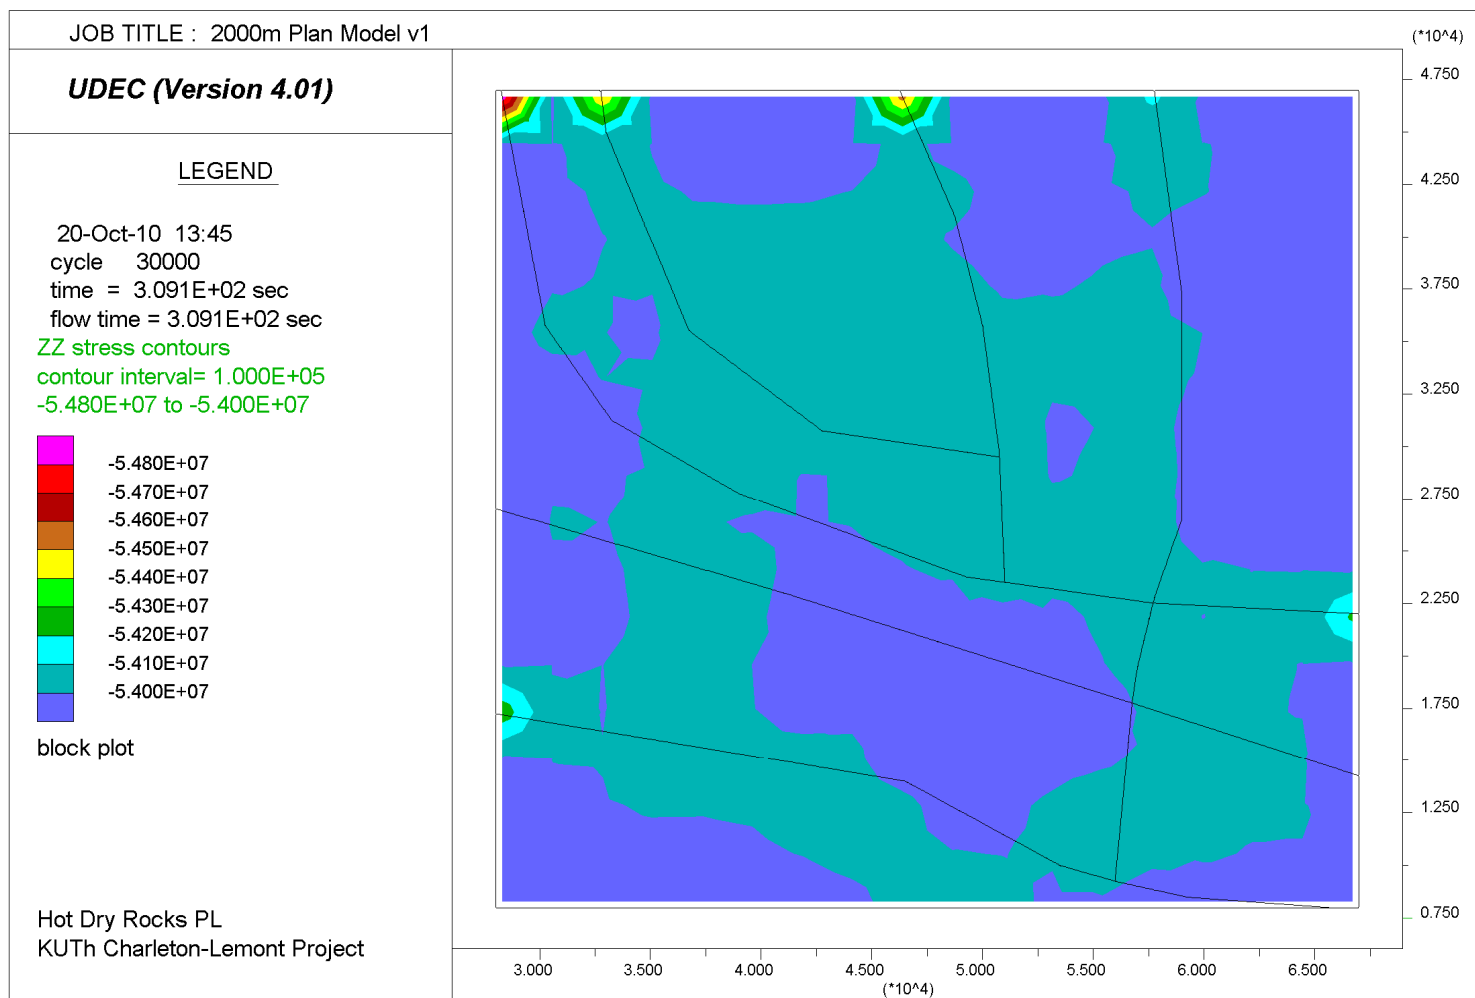 JOB TITLE : 2000m Plan Model v1
UDEC (Version 4.01)
LEGEND
20-Oct-10 13:45
cycle 30000
time = 3.091E+02 sec
flow time = 3.091E+02 sec
ZZ stress contours
contour interval= 1.000E+05
-5.480E+07 to -5.400E+07
-5.480E+07
-5.470E+07
-5.460E+07
-5.450E+07
-5.440E+07
-5.430E+07
-5.420E+07
-5.410E+07
-5.400E+07
block plot
Hot Dry Rocks PL
KUTh Charleton-Lemont Project
(*10^4)
4.750
4.250
3.750
3.250
2.750
2.250
1.750
1.250
0.750
3.000 3.500 4.000 4.500 5.000 5.500 6.000 6.500
(*10^4)